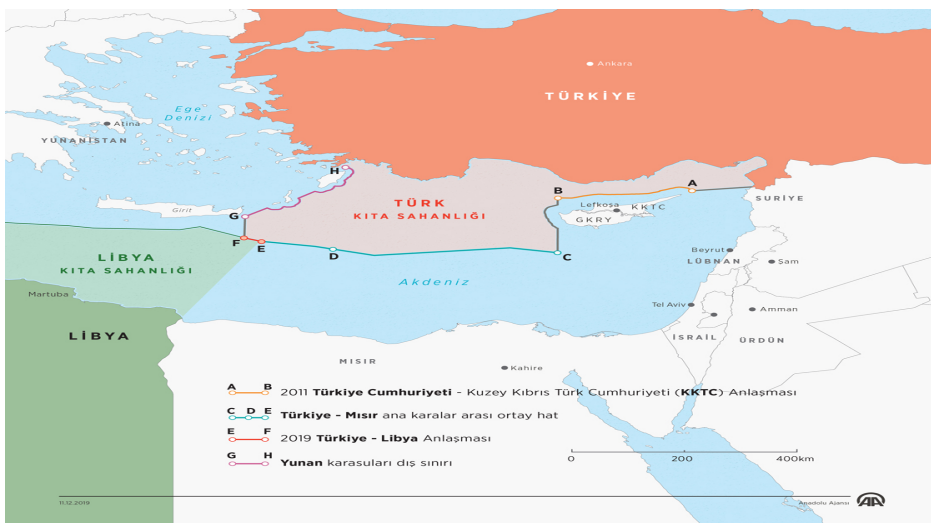 Ankara
TÜRKİYE
Ege
Denizi
Atina
YUNANİSTAN
H
A
B
TÜRK
KITA SAHANLIĞI
Lefkoşa
KKTC
GKRY
SURİYE
Girit
G
F
E
D
C
LİBYA
KITA SAHANLIĞI
Akdeniz
Beyrut
LÜBNAN
Şam
Martuba
Tel Aviv
Amman
LİBYA
İSRAİL
ÜRDÜN
MISIR
Kahire
A B 2011 Türkiye Cumhuriyeti - Kuzey Kıbrıs Türk Cumhuriyeti (KKTC) Anlaşması
C D E Türkiye - Mısır ana karalar arası ortay hat
E F 2019 Türkiye - Libya Anlaşması
G H Yunan karasuları dış sınırı
0 200 400km
11.12.2019
Anadolu Ajansı AA